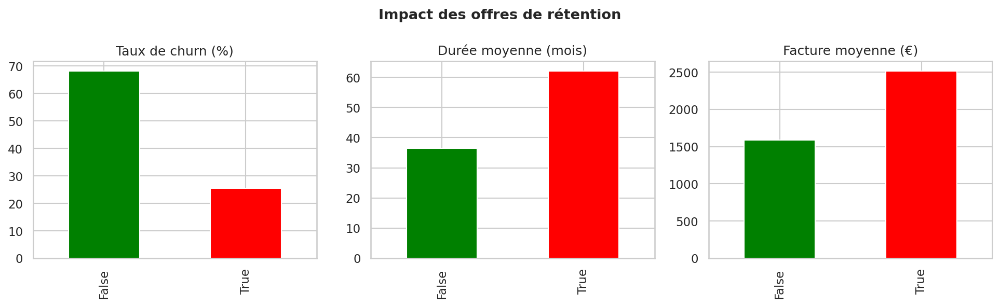 Impact des offres de rétention
Taux de churn (%)
70
60
50
40
30
20
10
0
False
True
Durée moyenne (mois)
60
50
40
30
20
10
0
False
True
Facture moyenne (€)
2500
2000
1500
1000
500
0
False
True